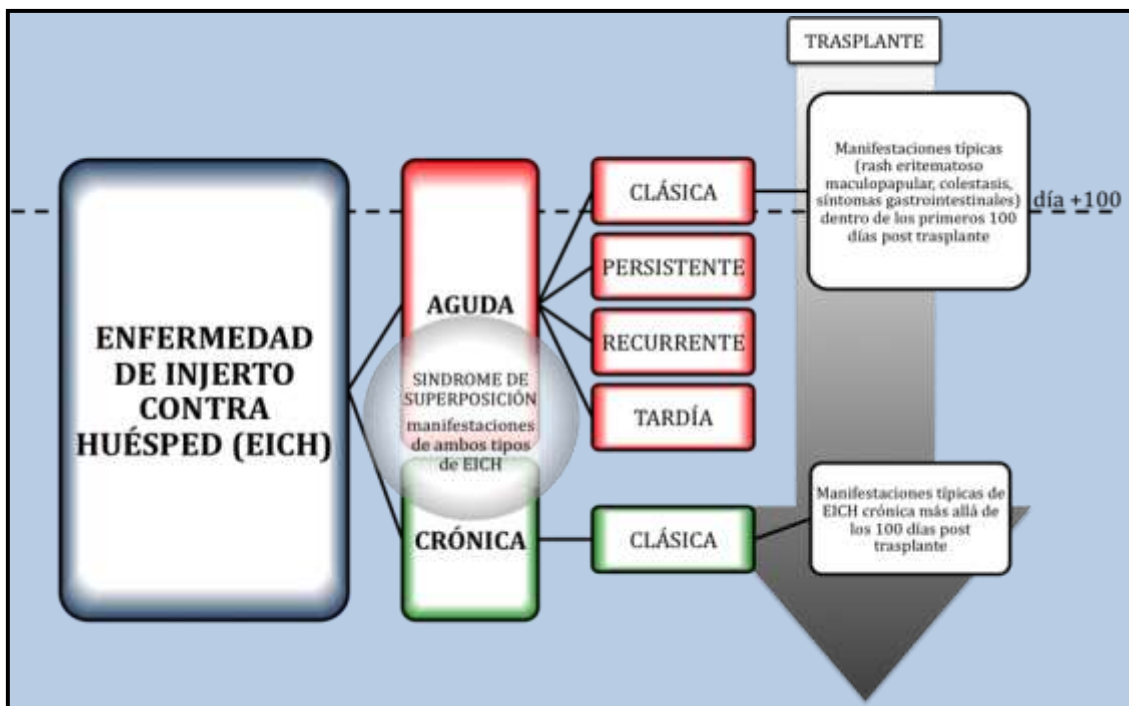 TRASPLANTE
Manifestaciones típicas
(rash eritematoso
maculopapular, colestasis,
síntomas gastrointestinales)
dentro de los primeros 100
días post trasplante
día +100
ENFERMEDAD
DE INJERTO
CONTRA
HUÉSPED (EICH)
AGUDA
SINDROME DE
SUPERPOSICIÓN
manifestaciones
de ambos tipos
de EICH
CRÓNICA
CLÁSICA
PERSISTENTE
RECURRENTE
TARDÍA
CLÁSICA
Manifestaciones típicas de
EICH crónica más allá de
los 100 días post
trasplante